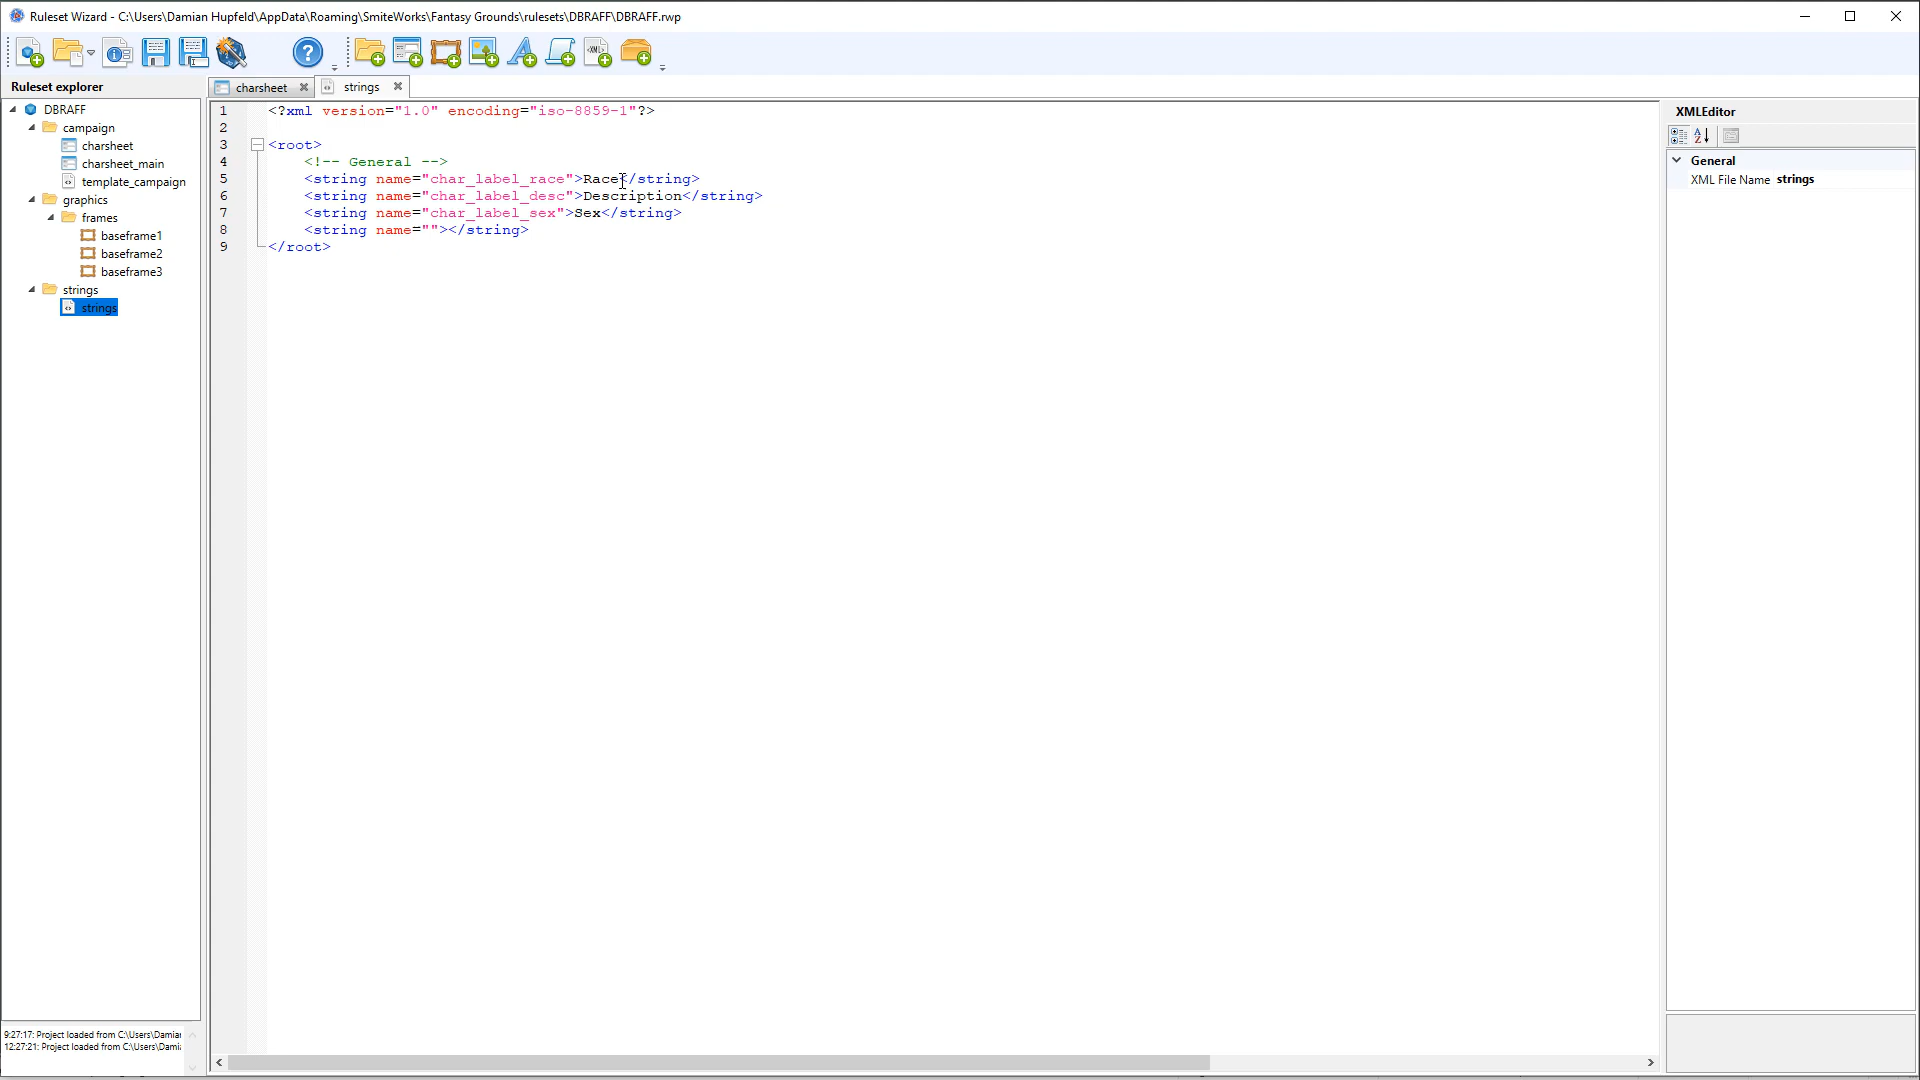 Ruleset Wizard - C:\Users\Damian Hupfeld\AppData\Roaming\SmiteWorks\Fantasy Grounds\rulesets\DBRAFF\DBRAFF.rwp
Ruleset explorer
charsheet
strings
DBRAFF
campaign
charsheet
charsheet_main
template_campaign
graphics
frames
baseframe1
baseframe2
baseframe3
strings
strings
1 <?xml version="1.0" encoding="iso-8859-1"?>
2
3 <root>
4 <!-- General -->
5 <string name="char_label_race">Race</string>
6 <string name="char_label_desc">Description</string>
7 <string name="char_label_sex">Sex</string>
8 <string name=""></string>
9 </root>
XMLEditor
General
XML File Name strings
9:27:17: Project loaded from C:\Users\Damian
12:27:21: Project loaded from C:\Users\Dami